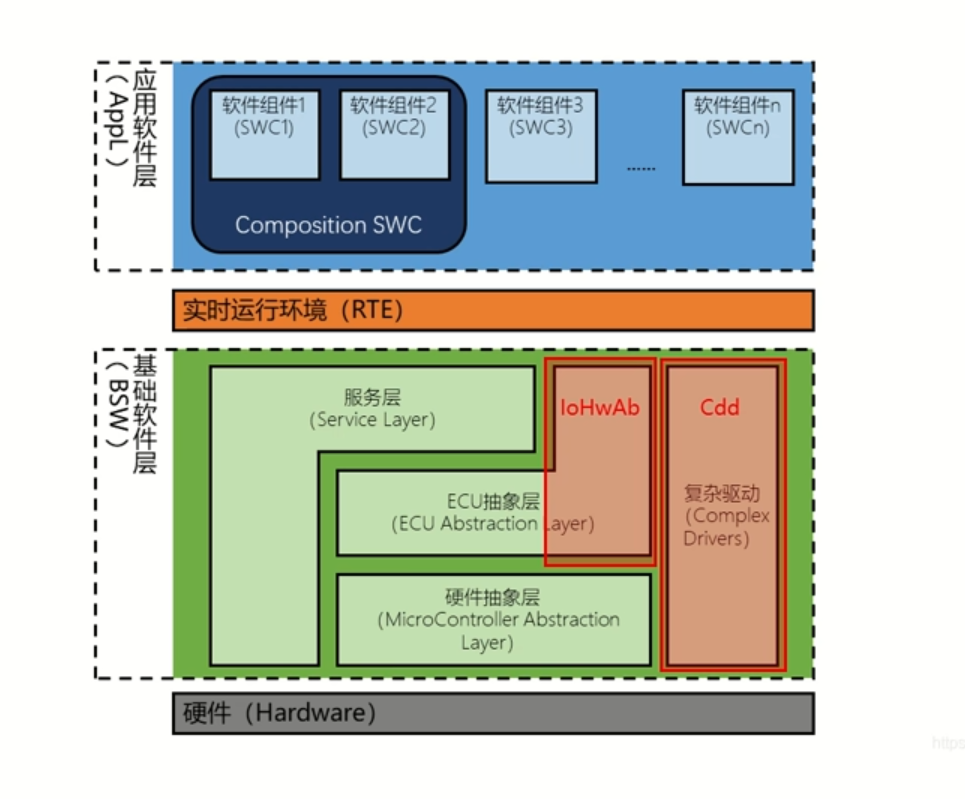 应用软件层
（AppL）
软件组件1
(SWC1)
软件组件2
(SWC2)
软件组件3
(SWC3)
......
软件组件n
(SWCn)
Composition SWC
实时运行环境（RTE）
基础软件层
（BSW）
服务层
（Service Layer）
IoHwAb
Cdd
ECU抽象层
（ECU Abstraction Layer）
复杂驱动
（Complex
Drivers）
硬件抽象层
（MicroController Abstraction
Layer）
硬件（Hardware）
https